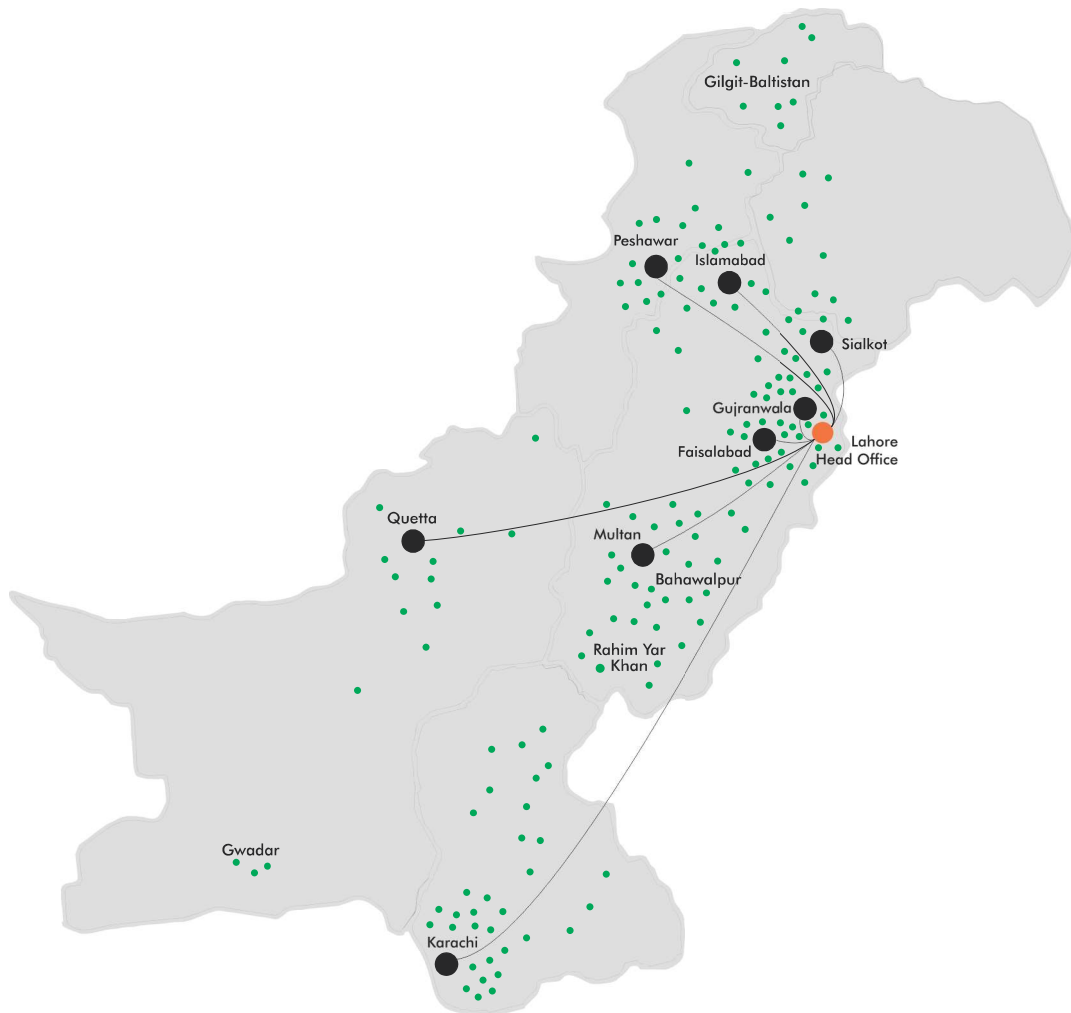 Gilgit-Baltistan
Peshawar
Islamabad
Sialkot
Gujranwala
Faisalabad
Lahore
Head Office
Quetta
Multan
Bahawalpur
Rahim Yar
Khan
Gwadar
Karachi